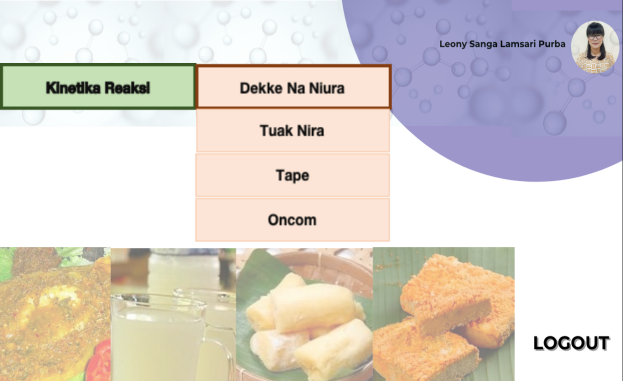 Leony Sanga Lamsari Purba
Kinetika Reaksi
Dekke Na Niura
Tuak Nira
Tape
Oncom
LOGOUT